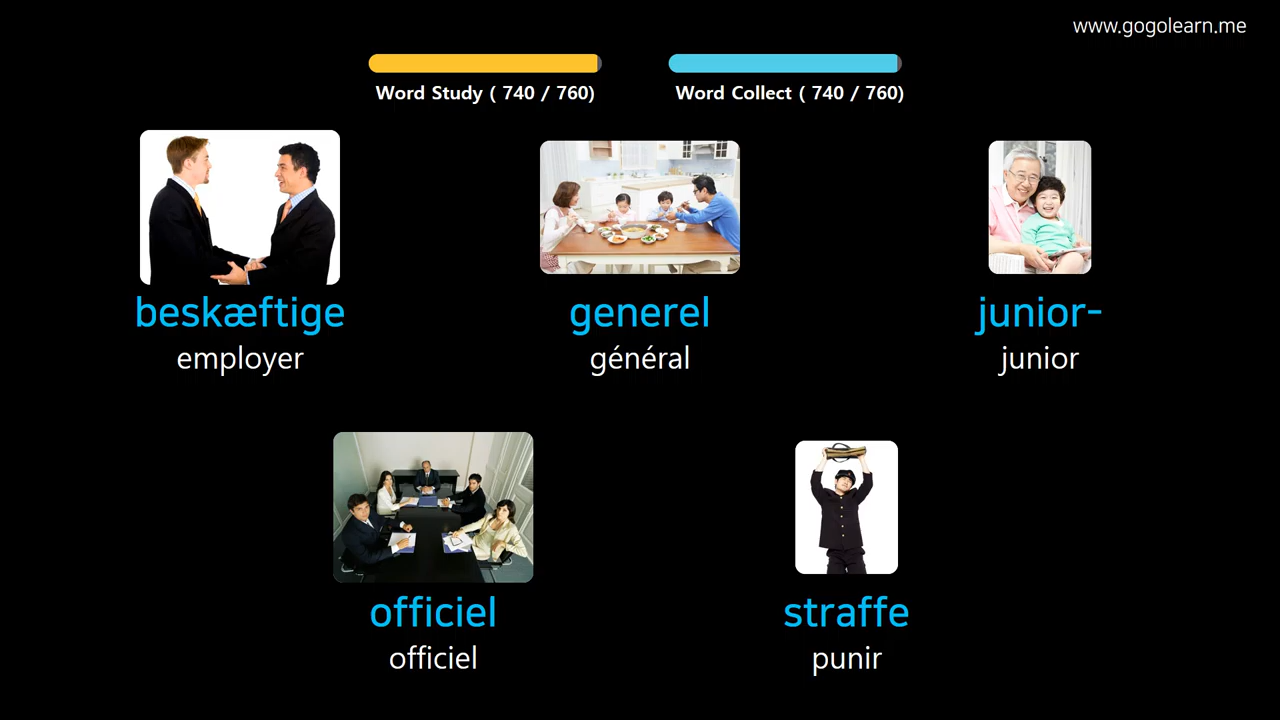 www.gogolearn.me
Word Study ( 740 / 760)
Word Collect ( 740 / 760)
beskæftige
employer
generel
général
junior-
junior
officiel
officiel
straffe
punir